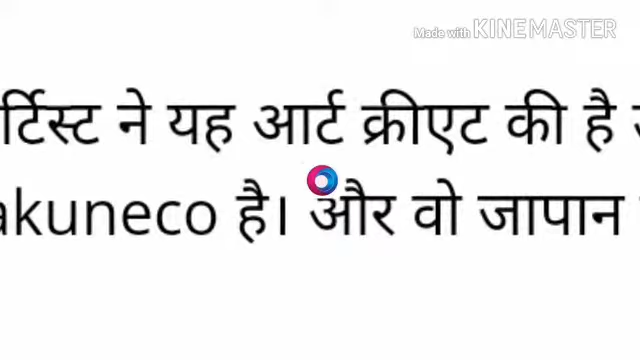 Made with KINEMASTER
र्टिस्ट ने यह आर्ट क्रीएट की है
akuneco है। और वो जापान